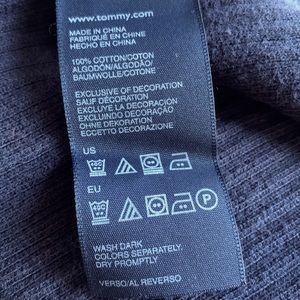 www.tommy.com
MADE IN CHINA
FABRIQUÉ EN CHINE
HECHO EN CHINA
100% COTTON/COTON
ALGODÓN/ALGODÃO/
BAUMWOLLE/COTONE
EXCLUSIVE OF DECORATION
SAUF DÉCORATION
EXCLUYE LA DECORACIÓN
EXCLUINDO DECORAÇÃO
OHNE DEKORATION
ECCETTO DECORAZIONE
US
EU
P
WASH DARK
COLORS SEPARATELY.
DRY PROMPTLY
VERSO/AL REVERSO